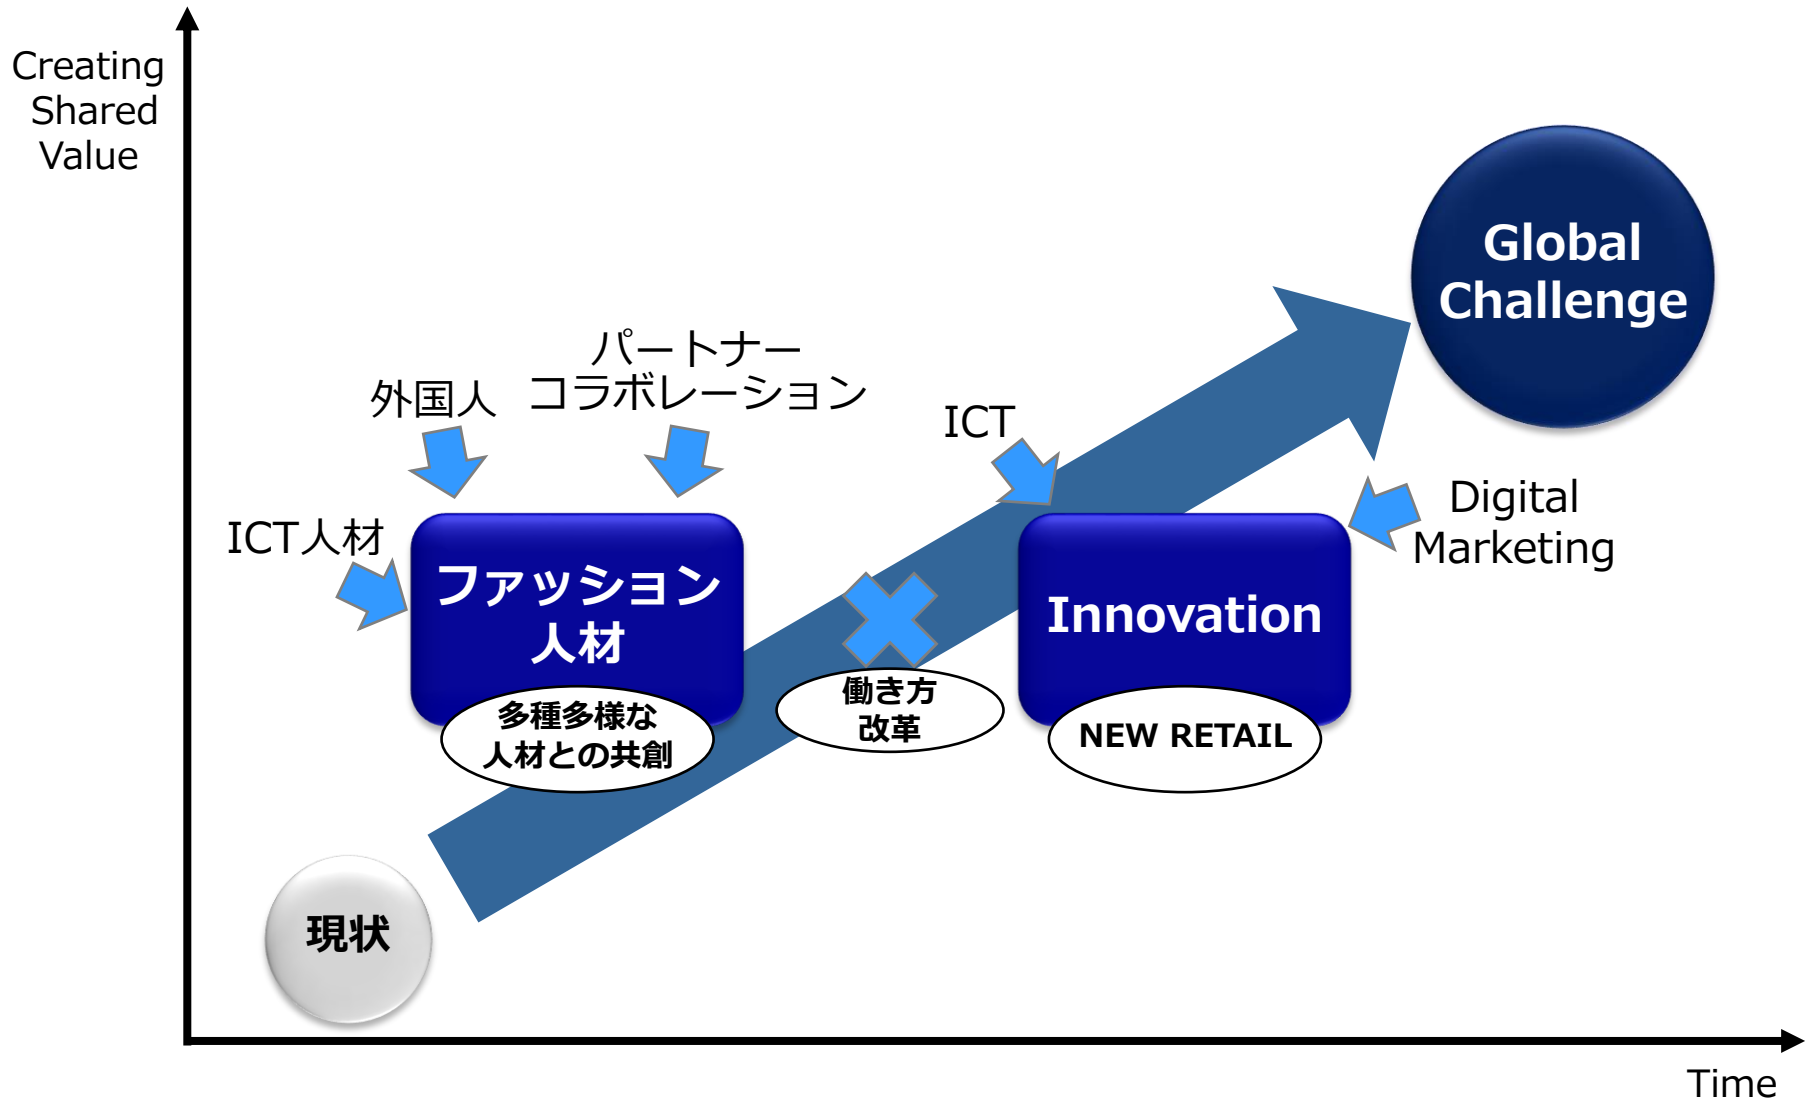 Creating
Shared
Value
Global
Challenge
パートナー
コラボレーション
外国人
ICT
ICT人材
Digital
Marketing
ファッション
人材
Innovation
多種多様な
人材との共創
働き方
改革
NEW RETAIL
現状
Time